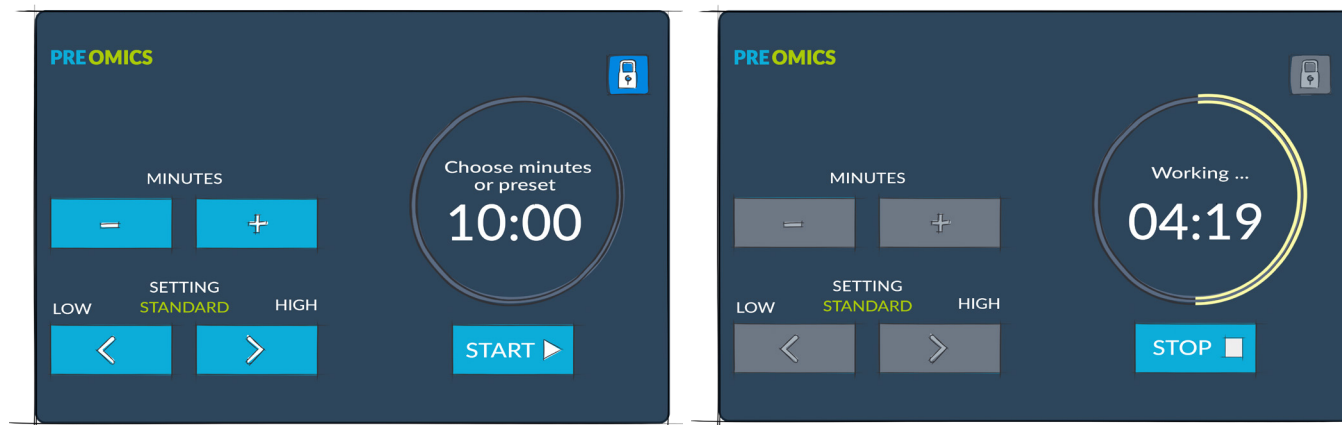 PREOMICS
Choose minutes
or preset
10:00
MINUTES
- +
SETTING
LOW STANDARD HIGH
< >
START
PREOMICS
Working ...
04:19
MINUTES
- +
SETTING
LOW STANDARD HIGH
< >
STOP